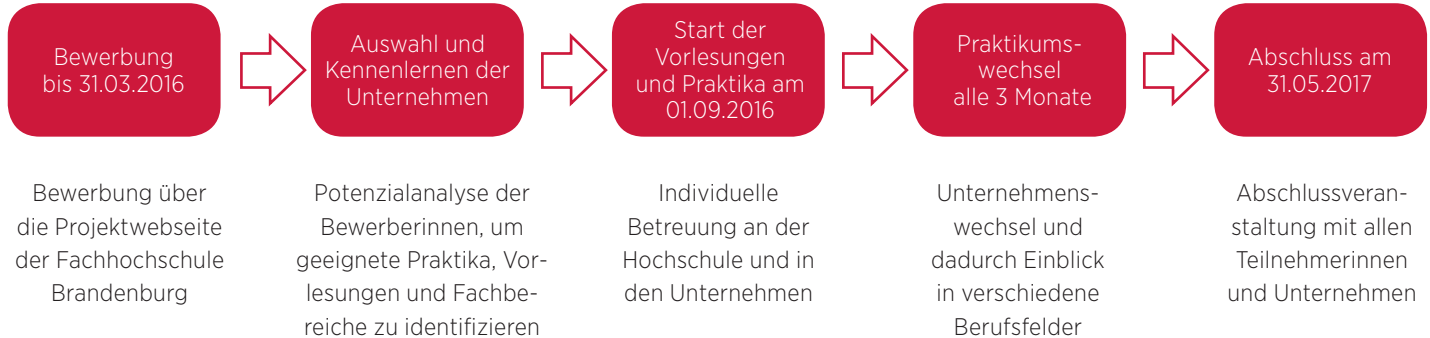 Bewerbung
bis 31.03.2016
Auswahl und
Kennenlernen der
Unternehmen
Start der
Vorlesungen
und Praktika am
01.09.2016
Praktikums-
wechsel
alle 3 Monate
Abschluss am
31.05.2017
Bewerbung über
die Projektwebseite
der Fachhochschule
Brandenburg
Potenzialanalyse der
Bewerberinnen, um
geeignete Praktika, Vor-
lesungen und Fachbe-
reiche zu identifizieren
Individuelle
Betreuung an der
Hochschule und in
den Unternehmen
Unternehmens-
wechsel und
dadurch Einblick
in verschiedene
Berufsfelder
Abschlussveran-
staltung mit allen
Teilnehmerinnen
und Unternehmen